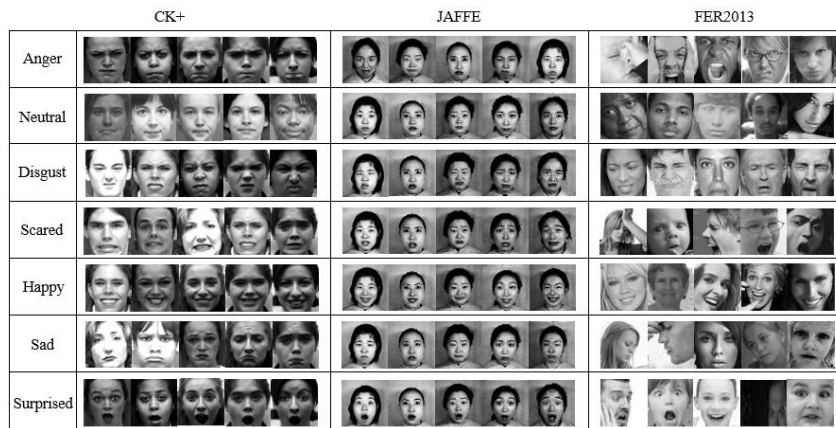 CK+ JAFFE FER2013
Anger
Neutral
Disgust
Scared
Happy
Sad
Surprised